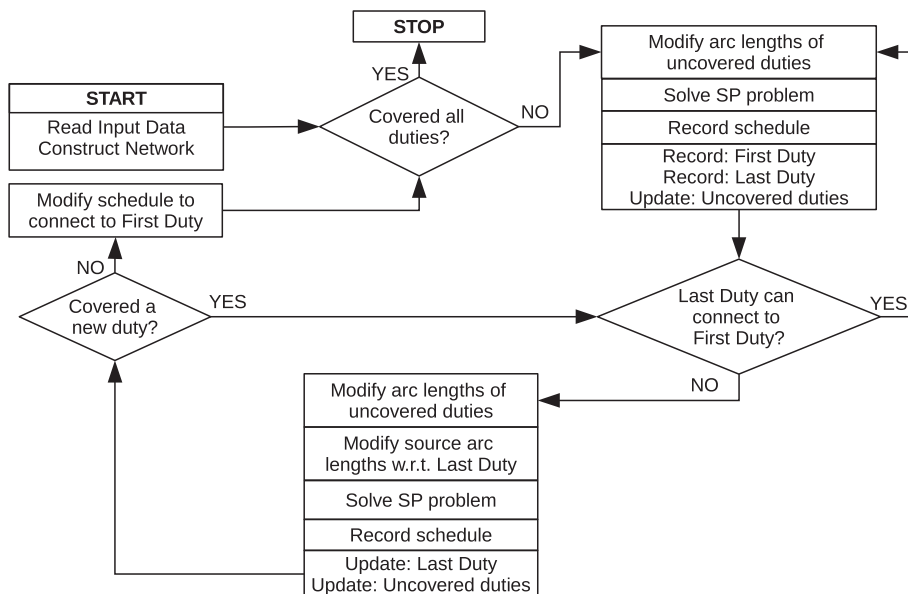 START
Read Input Data
Construct Network
STOP
YES
Covered all
duties?
NO
Modify arc lengths of
uncovered duties
Solve SP problem
Record schedule
Record: First Duty
Record: Last Duty
Update: Uncovered duties
Last Duty can
connect to
First Duty?
YES
NO
Modify arc lengths of
uncovered duties
Modify source arc
lengths w.r.t. Last Duty
Solve SP problem
Record schedule
Update: Last Duty
Update: Uncovered duties
Covered a
new duty?
YES
NO
Modify schedule to
connect to First Duty